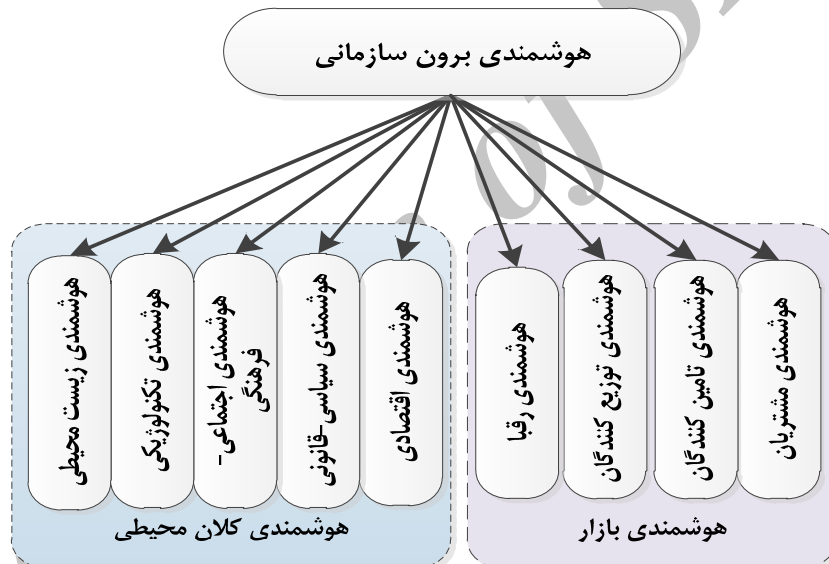 هوشمندی برون سازمانی
هوشمندی مشتریان
هوشمندی تامین کنندگان
هوشمندی توزیع کنندگان
هوشمندی رقبا
هوشمندی اقتصادی
هوشمندی سیاسی-قانونی
هوشمندی اجتماعی-
فرهنگی
هوشمندی تکنولوژیکی
هوشمندی زیست محیطی
هوشمندی بازار
هوشمندی کلان محیطی